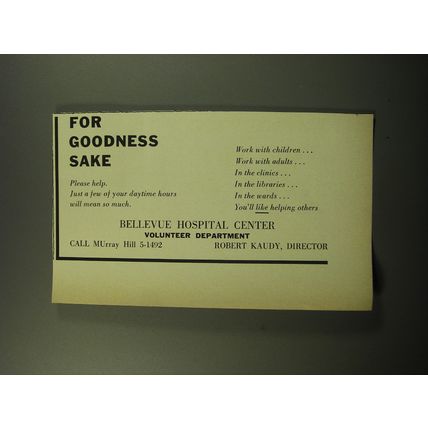 FOR
GOODNESS
SAKE
Please help.
Just a few of your daytime hours
will mean so much.
Work with children . . .
Work with adults . . .
In the clinics . . .
In the libraries . . .
In the wards . . .
You'll like helping others
BELLEVUE HOSPITAL CENTER
VOLUNTEER DEPARTMENT
CALL MUrray Hill 5-1492 ROBERT KAUDY, DIRECTOR